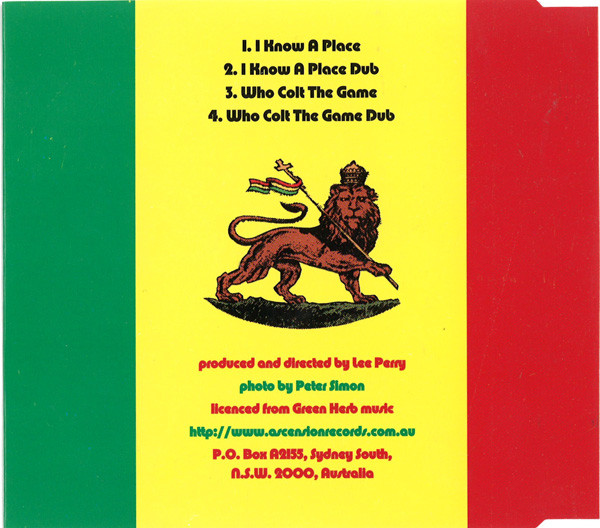 1. I Know A Place
2. I Know A Place Dub
3. Who Colt The Game
4. Who Colt The Game Dub
produced and directed by Lee Perry
photo by Peter Simon
licenced from Green Herb music
http://www.ascensionrecords.com.au
P.O. Box A2155, Sydney South,
N.S.W. 2000, Australia